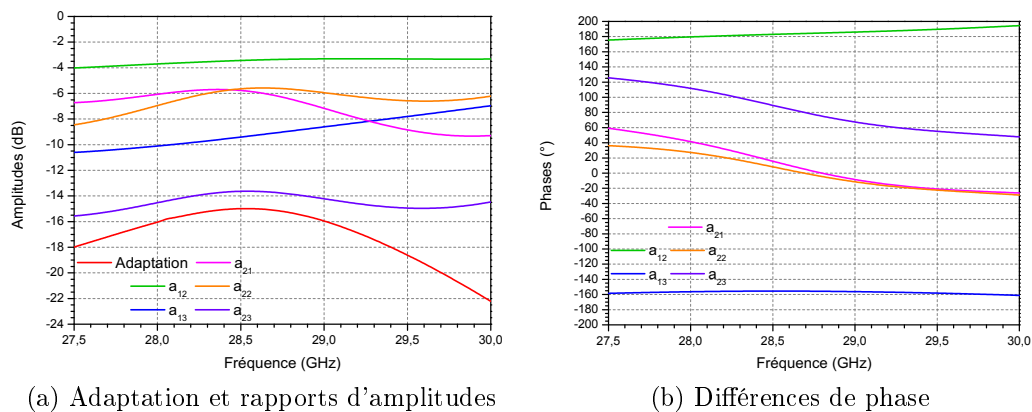 0
-2
-4
-6
-8
-10
-12
-14
-16
-18
-20
-22
-24
Amplitudes (dB)
Adaptation
a21
a12
a22
a13
a23
27,5
28,0
28,5
29,0
29,5
30,0
Fréquence (GHz)
(a) Adaptation et rapports d'amplitudes
200
180
160
140
120
100
80
60
40
20
0
-20
-40
-60
-80
-100
-120
-140
-160
-180
-200
Phases (°)
a21
a12
a22
a13
a23
27,5
28,0
28,5
29,0
29,5
30,0
Fréquence (GHz)
(b) Différences de phase